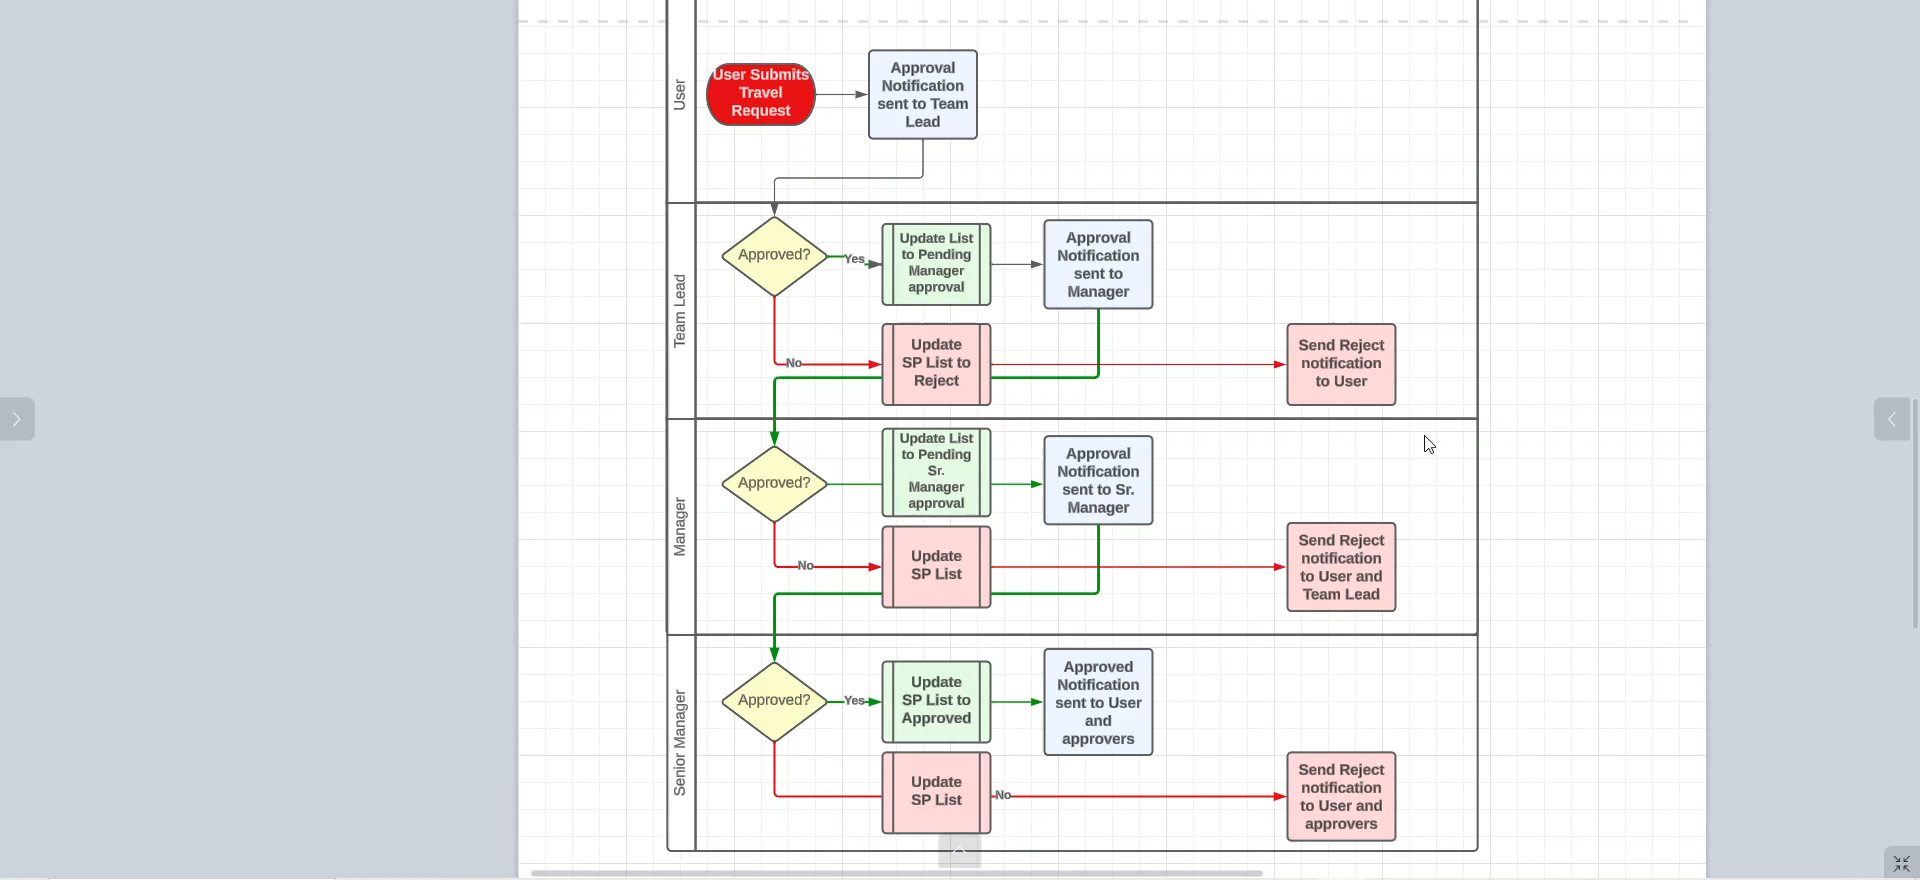 User
User Submits
Travel
Request
Approval
Notification
sent to Team
Lead
Team Lead
Approved?
Yes
Update List
to Pending
Manager
approval
Approval
Notification
sent to
Manager
No
Update
SP List to
Reject
Send Reject
notification
to User
Manager
Approved?
Update List
to Pending
Sr.
Manager
approval
Approval
Notification
sent to Sr.
Manager
No
Update
SP List
Send Reject
notification
to User and
Team Lead
Senior Manager
Approved?
Yes
Update
SP List to
Approved
Approved
Notification
sent to User
and
approvers
Update
SP List
No
Send Reject
notification
to User and
approvers